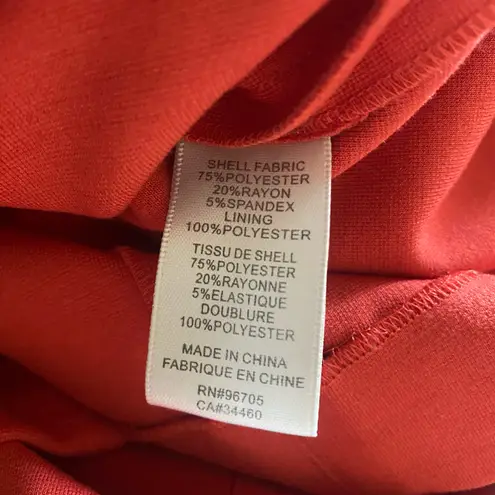 SHELL FABRIC
75%POLYESTER
20%RAYON
5%SPANDEX
LINING
100%POLYESTER
TISSU DE SHELL
75%POLYESTER
20%RAYONNE
5%ELASTIQUE
DOUBLURE
100%POLYESTER
MADE IN CHINA
FABRIQUE EN CHINE
RN#96705
CA#34460